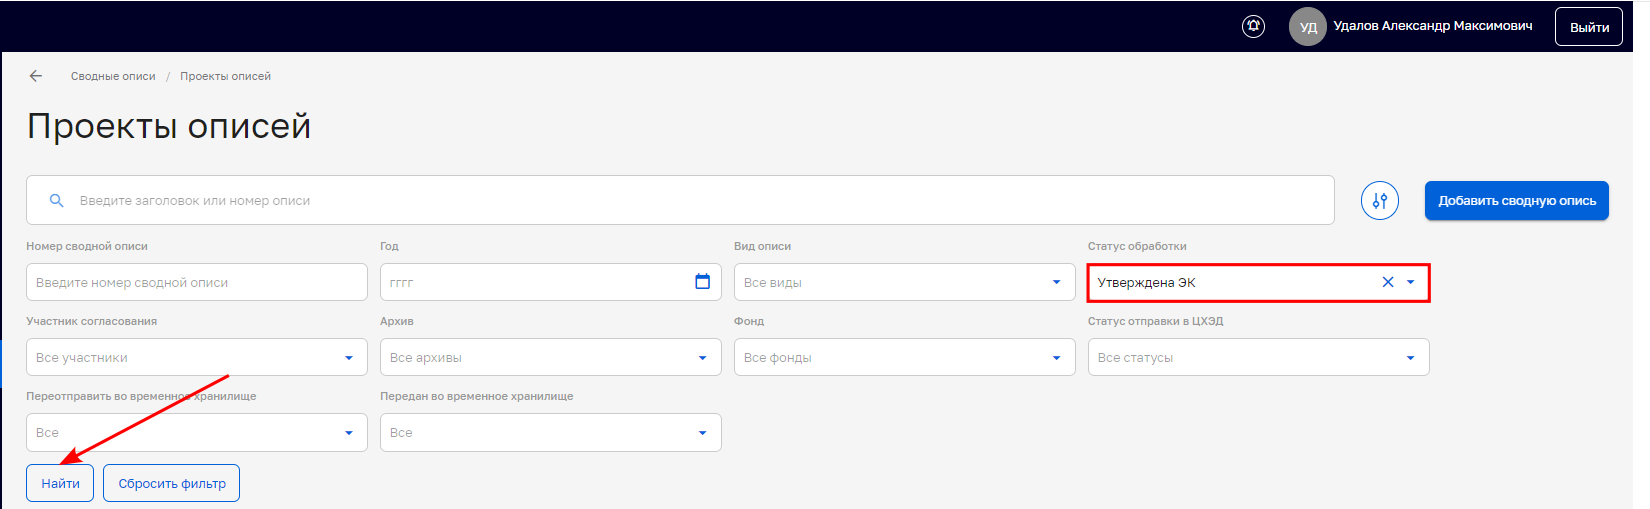 УД Удалов Александр Максимович Выйти
Сводные описи / Проекты описей
Проекты описей
Введите заголовок или номер описи Добавить сводную опись
Номер сводной описи Год Вид описи Статус обработки
Введите номер сводной описи гггг Все виды Утверждена ЭК
Участник согласования Архив Фонд Статус отправки в ЦХЭД
Все участники Все архивы Все фонды Все статусы
Переотправить во временное хранилище Передан во временное хранилище
Все Все
Найти Сбросить фильтр